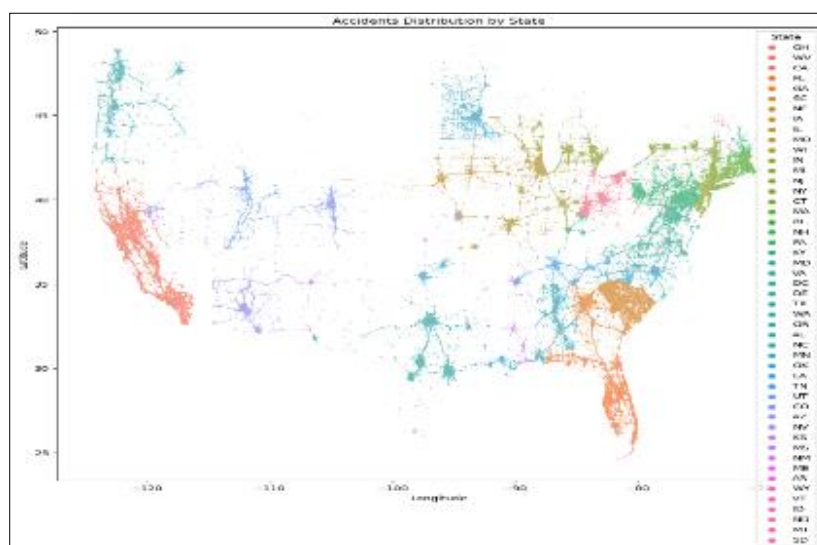 Accidents Distribution by State
State
OH
WV
CA
FL
GA
SC
NE
IA
IL
MO
WI
IN
MI
NJ
NY
CT
MA
RI
NH
PA
KY
MD
VA
DC
DE
TX
WA
OR
AL
NC
MN
OK
LA
TN
UT
CO
AZ
NV
KS
MS
NM
ME
AR
WY
VT
ID
ND
MT
SD
50
45
40
35
30
25
Latitude
-120
-110
-100
-90
-80
Longitude